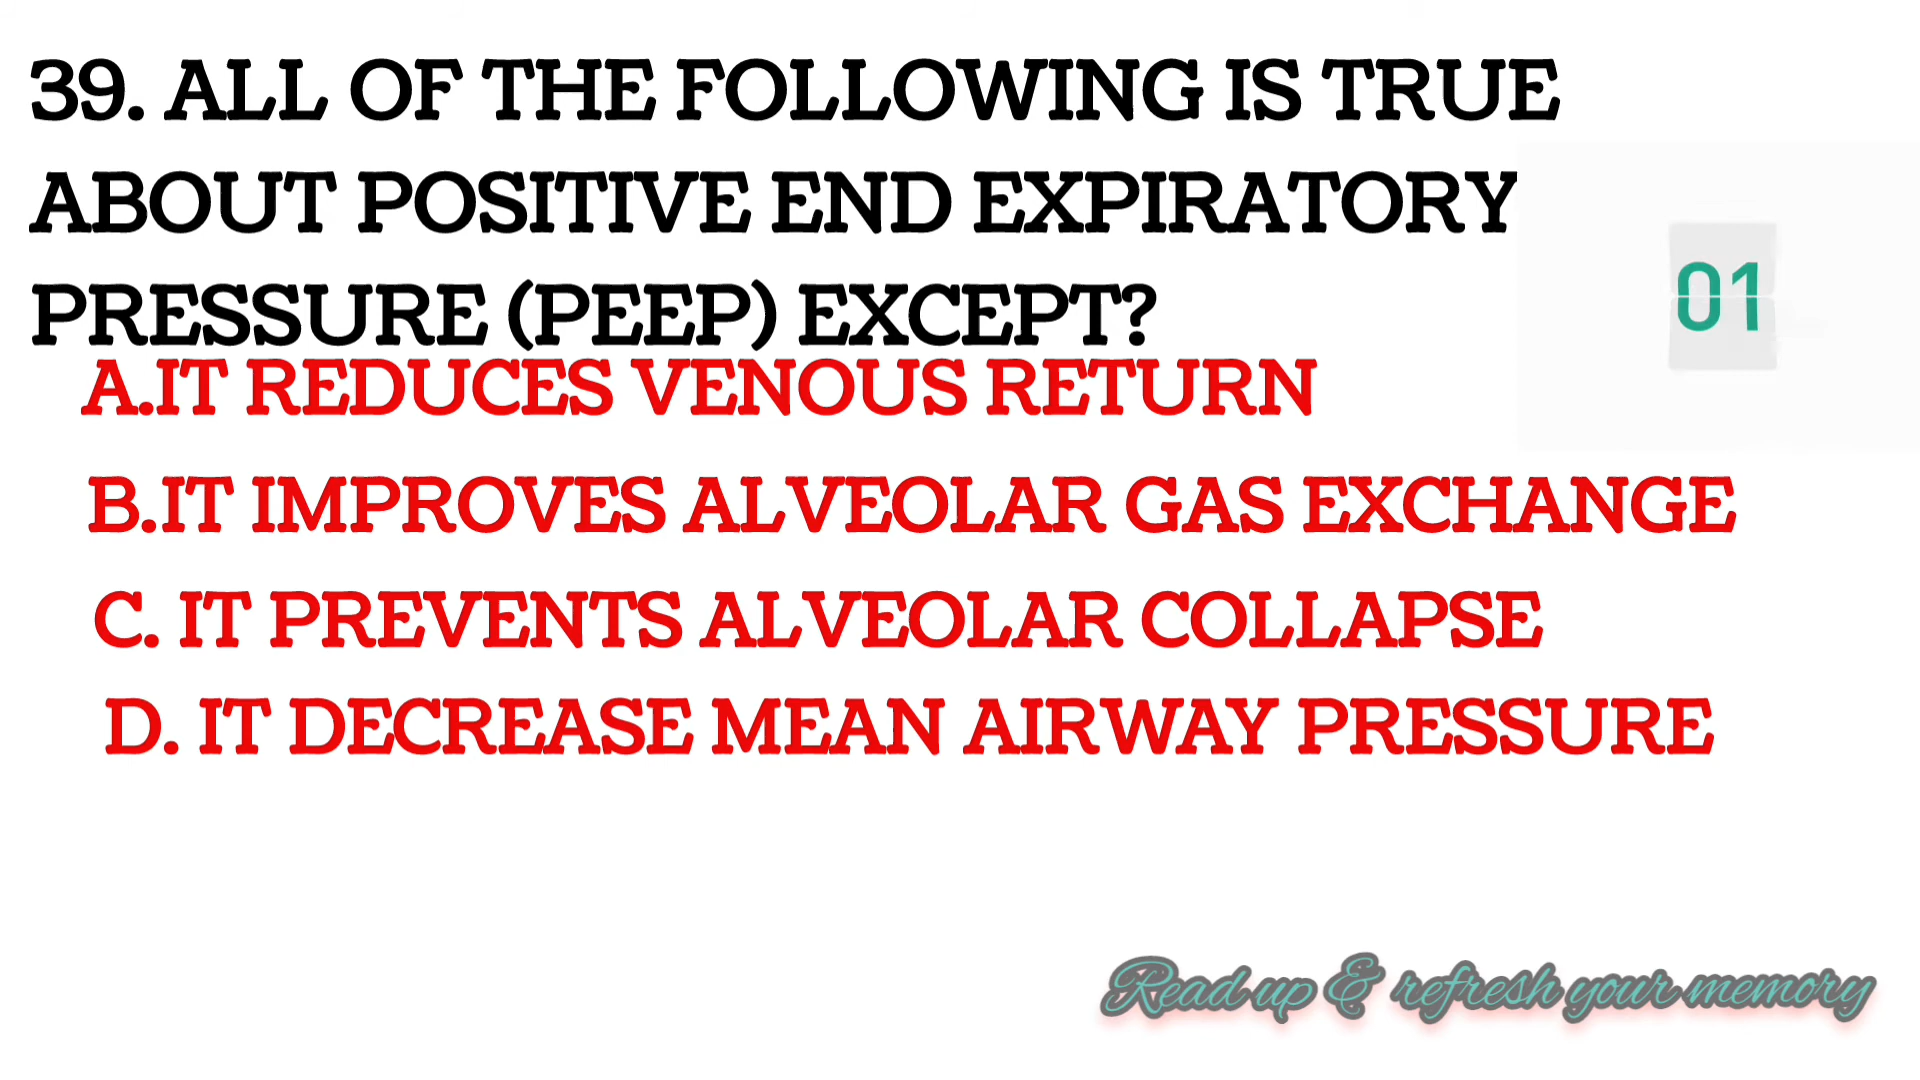 39. ALL OF THE FOLLOWING IS TRUE
ABOUT POSITIVE END EXPIRATORY
PRESSURE (PEEP) EXCEPT?
01
A.IT REDUCES VENOUS RETURN
B.IT IMPROVES ALVEOLAR GAS EXCHANGE
C. IT PREVENTS ALVEOLAR COLLAPSE
D. IT DECREASE MEAN AIRWAY PRESSURE
Read up & refresh your memory